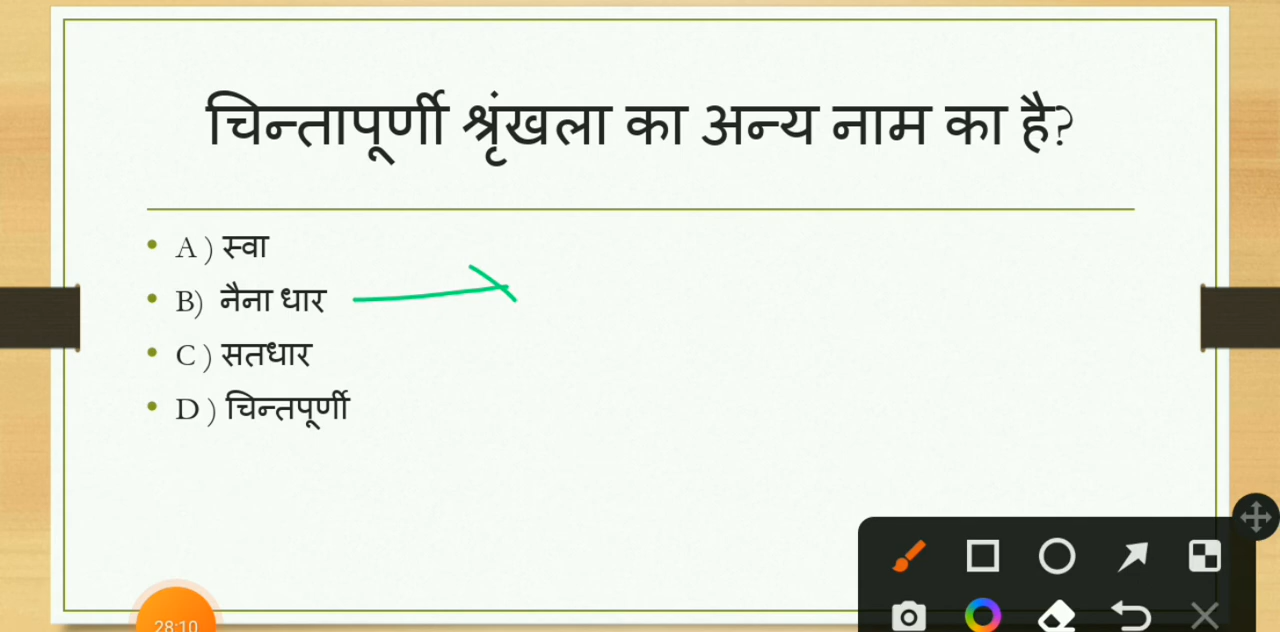 चिन्तापूर्णी श्रृंखला का अन्य नाम का है?
• A ) स्वा
• B) नैना धार
• C ) सतधार
• D ) चिन्तपूर्णी
28:10